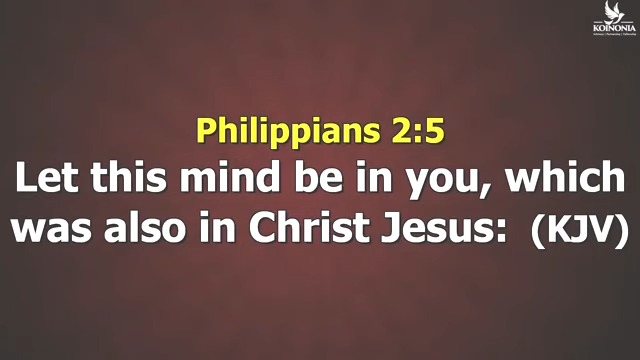 KOINONIA
Philippians 2:5
Let this mind be in you, which
was also in Christ Jesus: (KJV)